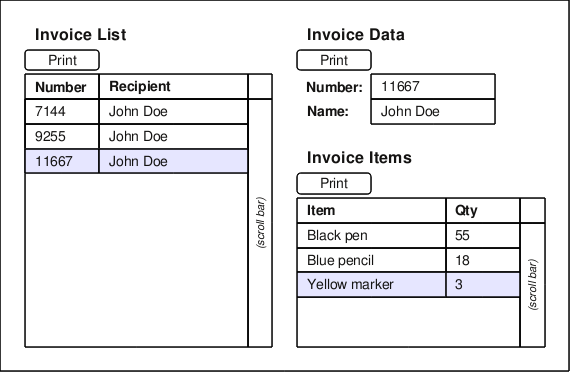 Invoice List
Print
Number Recipient
7144 John Doe
9255 John Doe
11667 John Doe
(scroll bar)
Invoice Data
Print
Number: 11667
Name: John Doe
Invoice Items
Print
Item Qty
Black pen 55
Blue pencil 18
Yellow marker 3
(scroll bar)